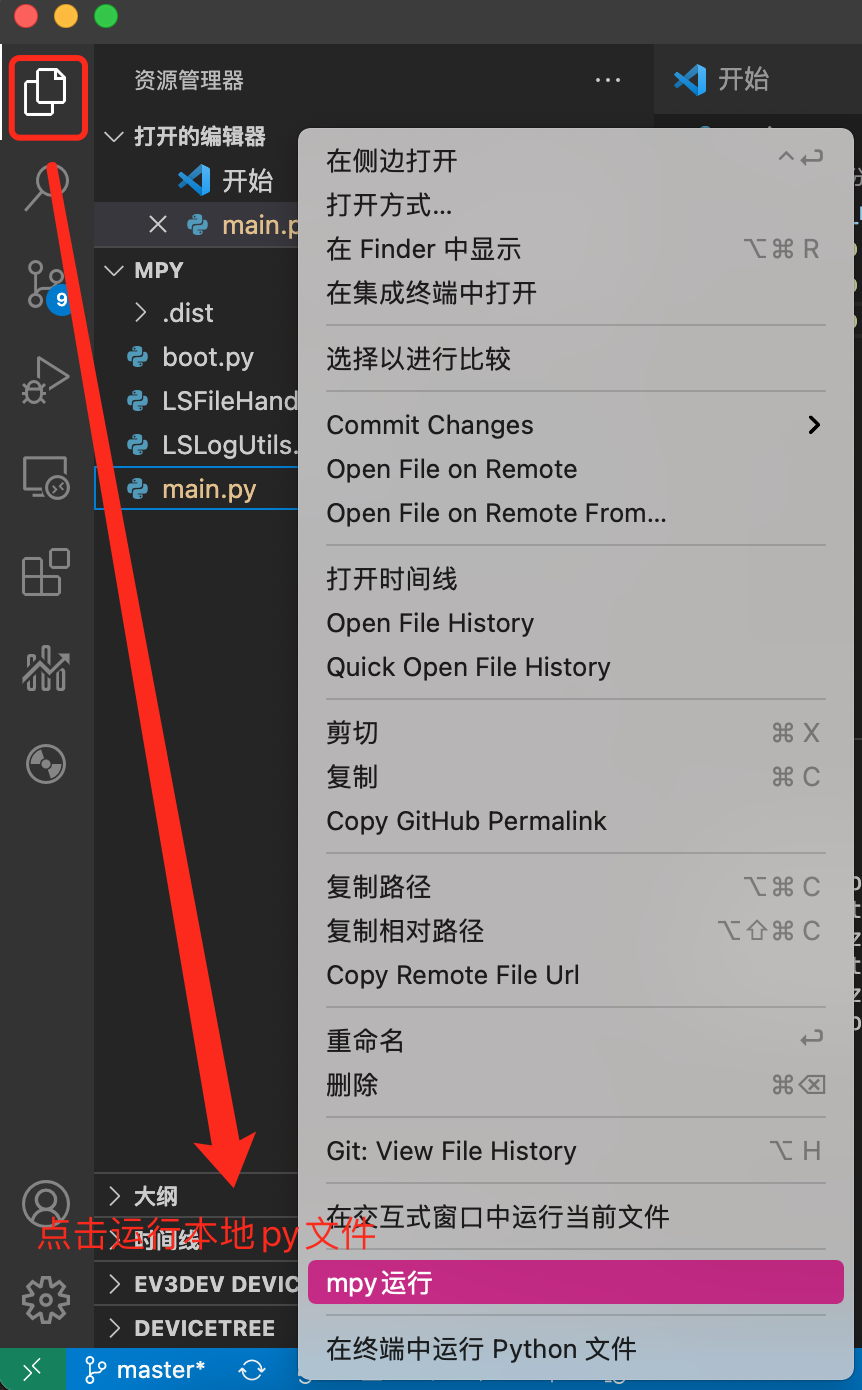 资源管理器
开始
打开的编辑器
开始
main.p
MPY
.dist
boot.py
LSFileHand
LSLogUtils.
main.py
9
在侧边打开
打开方式...
在 Finder 中显示 ⌥⌘ R
在集成终端中打开
选择以进行比较
Commit Changes
Open File on Remote
Open File on Remote From...
打开时间线
Open File History
Quick Open File History
剪切 ⌘ X
复制 ⌘ C
Copy GitHub Permalink
复制路径 ⌥⌘ C
复制相对路径 ⌥⇧⌘ C
Copy Remote File Url
重命名
删除 ⌘⌫
Git: View File History ⌥ H
在交互式窗口中运行当前文件
mpy运行
在终端中运行 Python 文件
大纲
点击运行本地py文件
时间线
EV3DEV DEVIC
DEVICETREE
master*